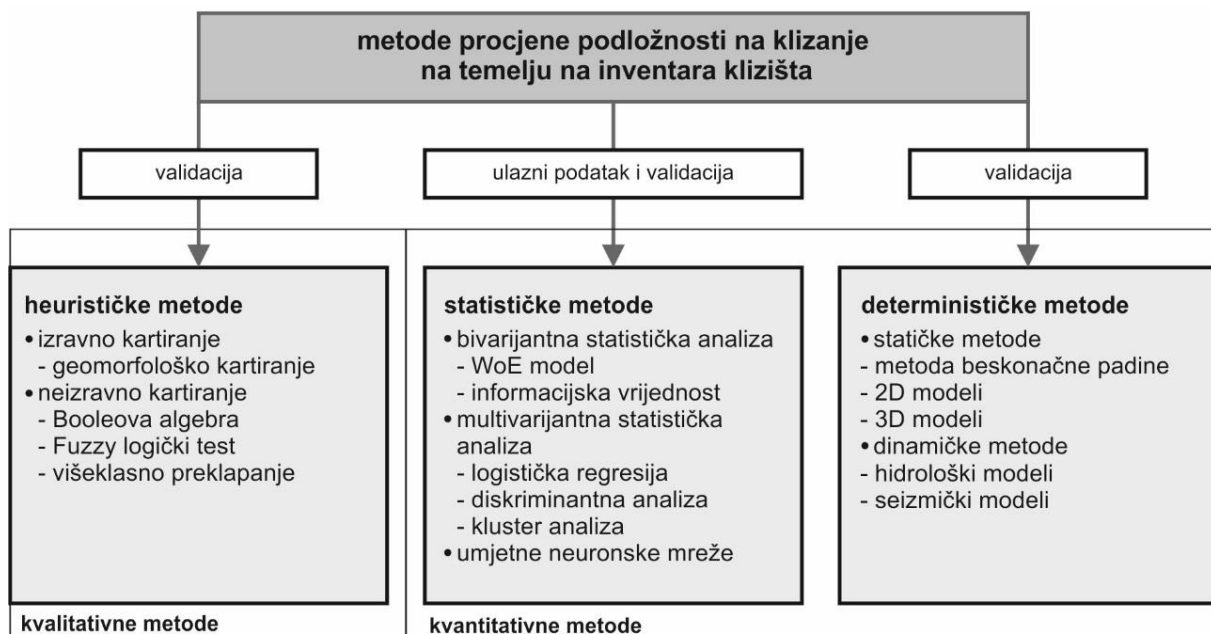 metode procjene podložnosti na klizanje
na temelju na inventara klizišta
validacija
ulazni podatak i validacija
validacija
heurističke metode
• izravno kartiranje
- geomorfološko kartiranje
• neizravno kartiranje
- Booleova algebra
- Fuzzy logički test
- višeklasno preklapanje
kvalitativne metode
statističke metode
• bivarijantna statistička analiza
- WoE model
- informacijska vrijednost
• multivarijantna statistička
analiza
- logistička regresija
- diskriminantna analiza
- kluster analiza
• umjetne neuronske mreže
determinističke metode
• statičke metode
- metoda beskonačne padine
- 2D modeli
- 3D modeli
• dinamičke metode
- hidrološki modeli
- seizmički modeli
kvantitativne metode